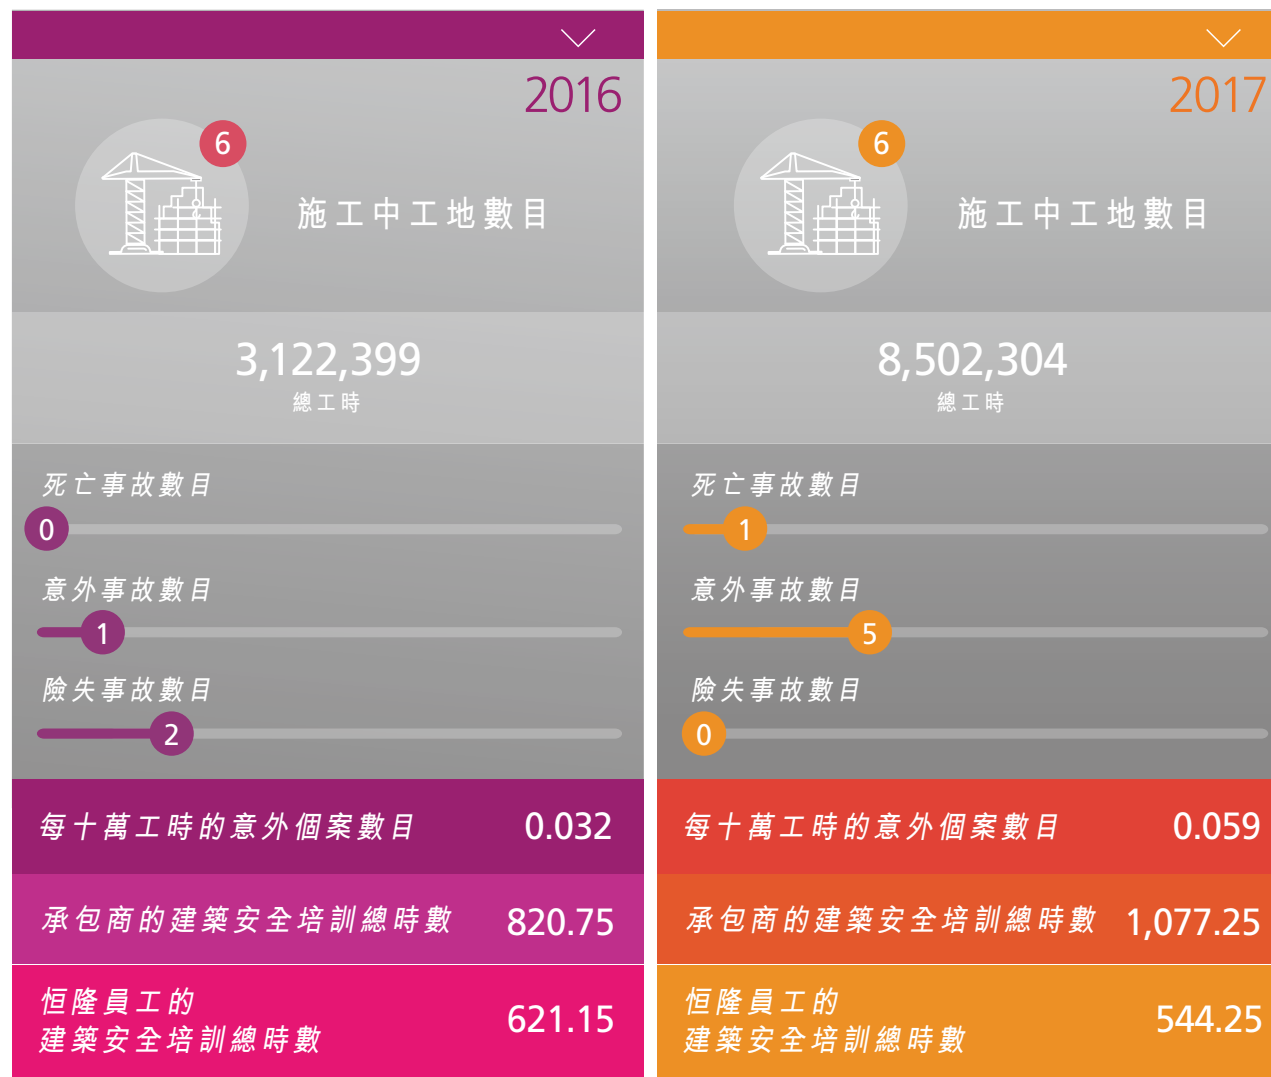 2016
6
施工中工地數目
3,122,399
總工時
死亡事故數目
0
意外事故數目
1
險失事故數目
2
每十萬工時的意外個案數目 0.032
承包商的建築安全培訓總時數 820.75
恒隆員工的
建築安全培訓總時數 621.15
2017
6
施工中工地數目
8,502,304
總工時
死亡事故數目
1
意外事故數目
5
險失事故數目
0
每十萬工時的意外個案數目 0.059
承包商的建築安全培訓總時數 1,077.25
恒隆員工的
建築安全培訓總時數 544.25